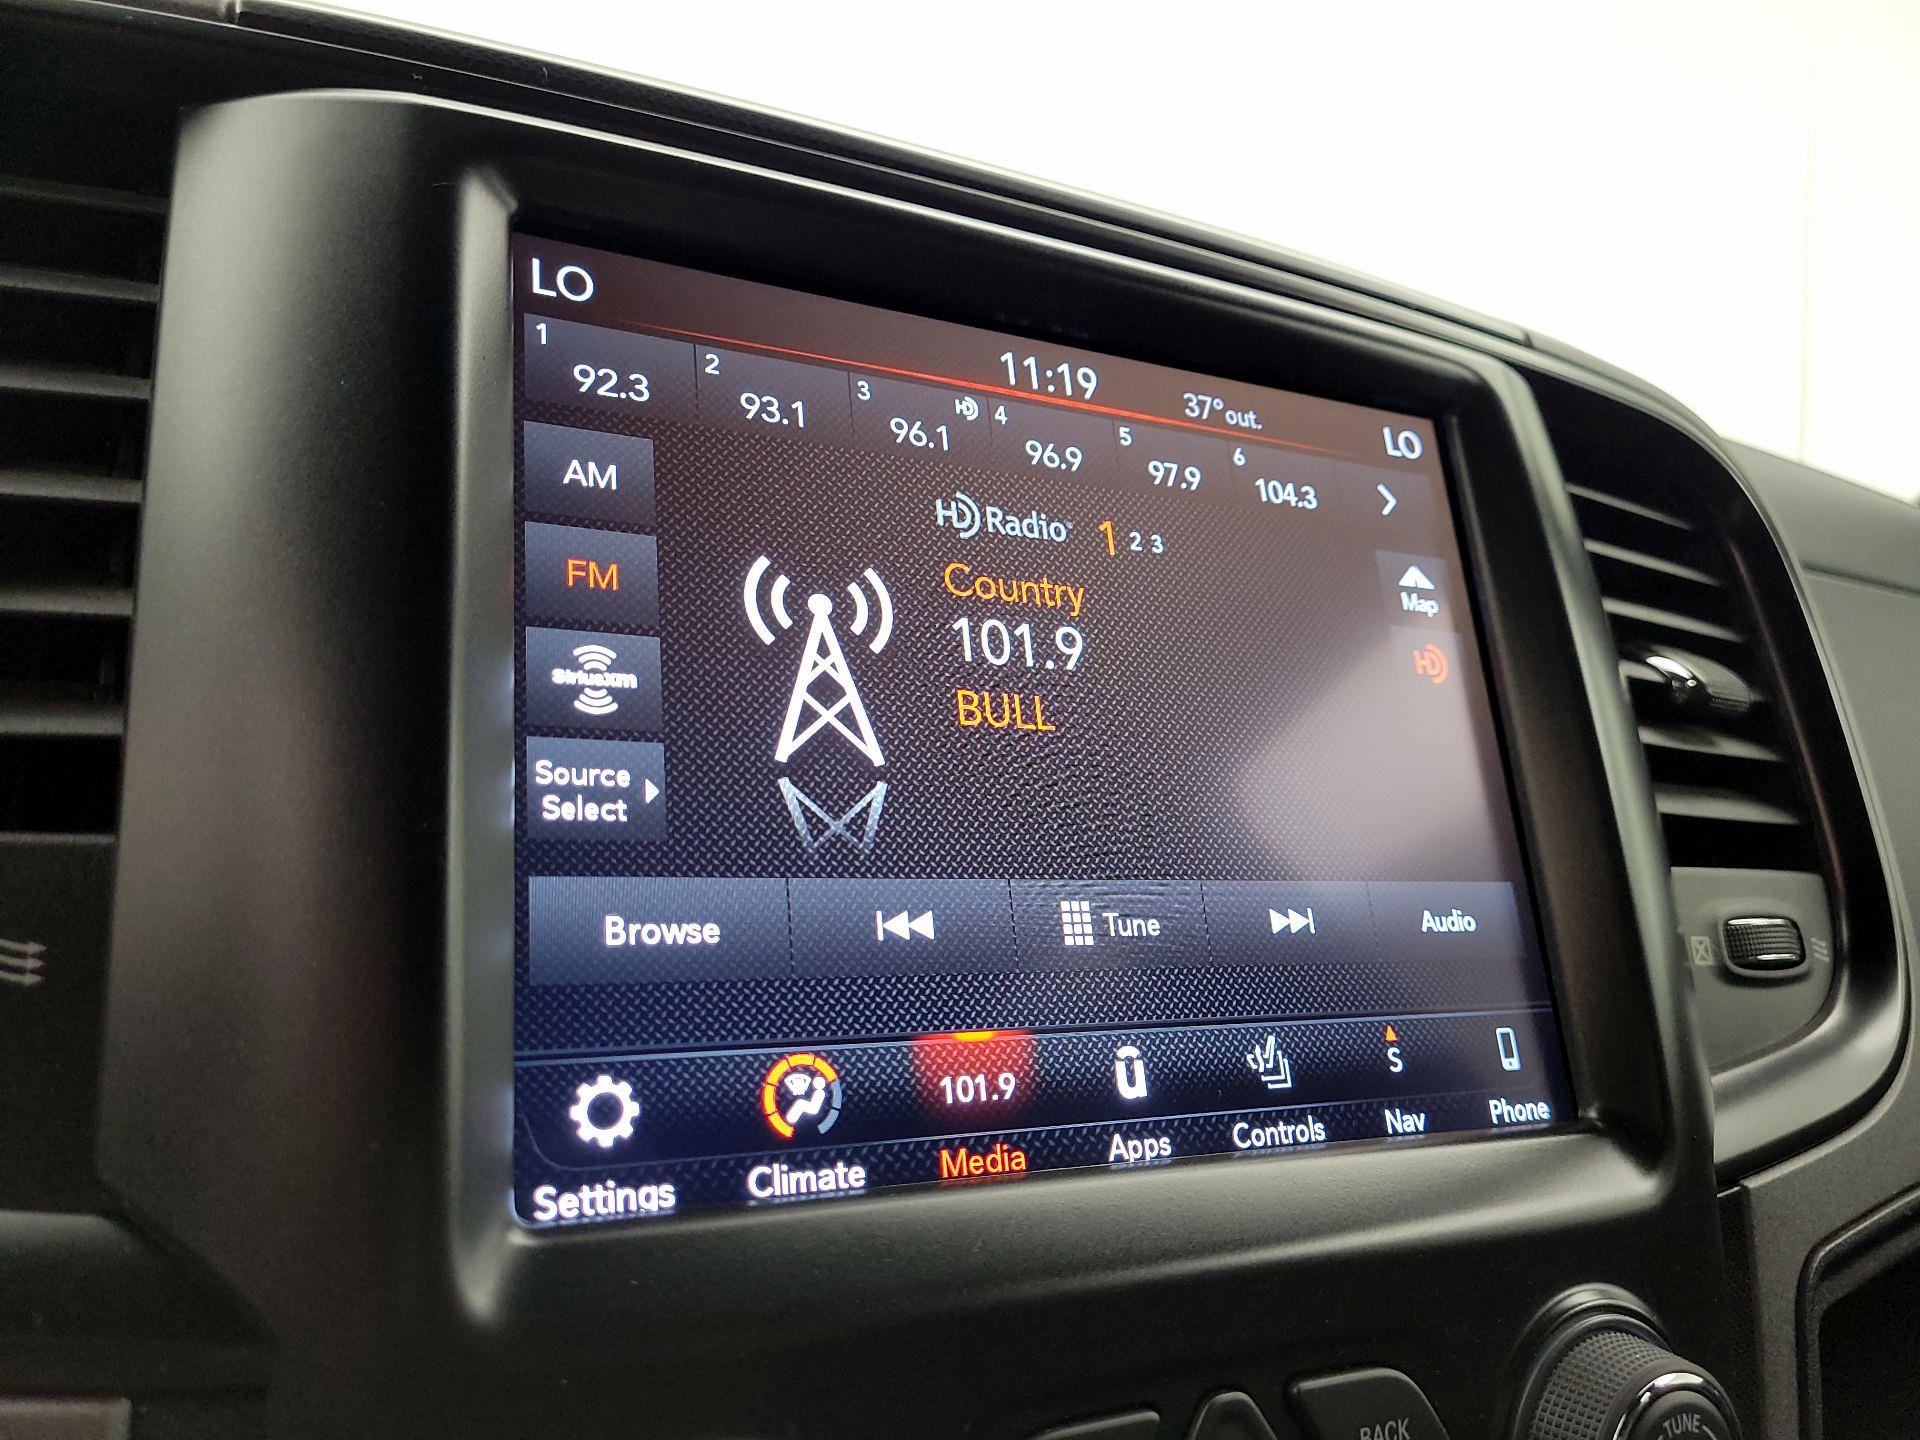 LO
11:19
37° out.
LO
1 92.3
2 93.1
3 96.1 HD
4 96.9
5 97.9
6 104.3
AM
FM
SiriusXM
Source
Select
HD Radio 1 2 3
Country
101.9
BULL
Map
HD
Browse
Tune
Audio
101.9
S
Settings
Climate
Media
Apps
Controls
Nav
Phone
BACK
TUNE